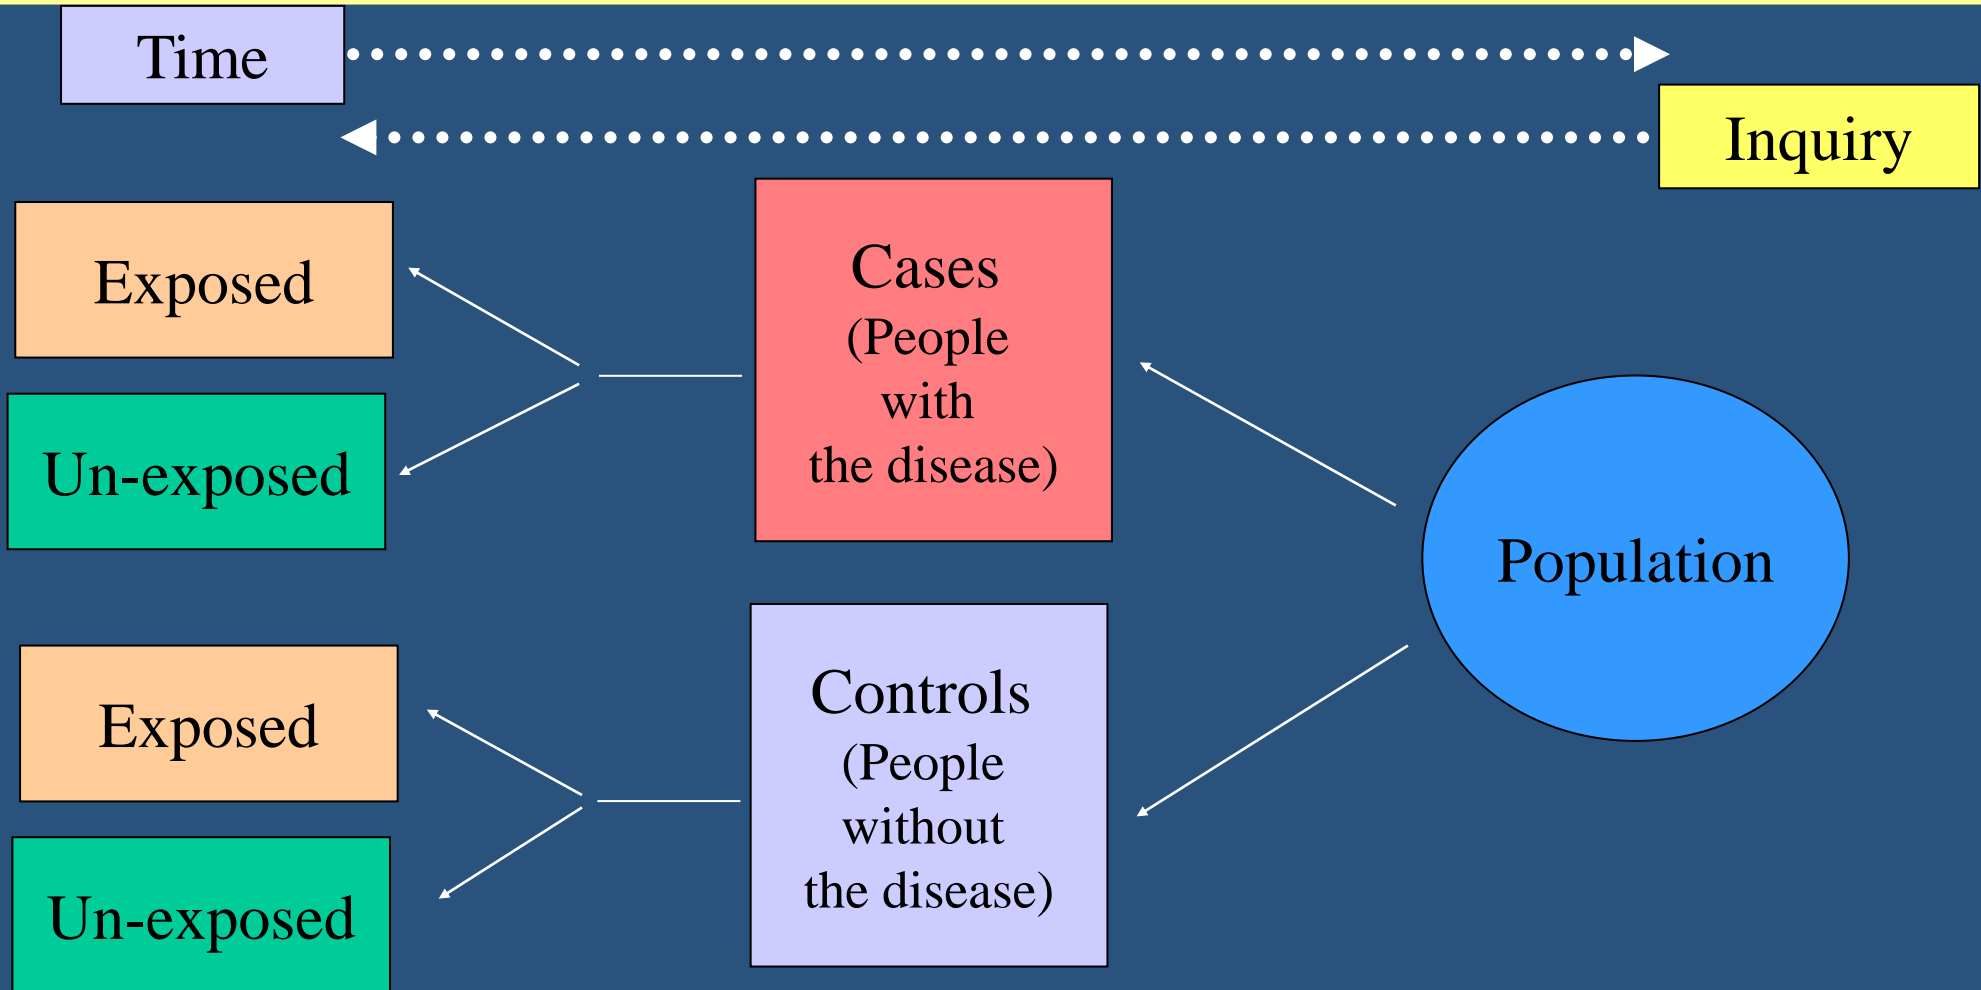 Time
Inquiry
Exposed
Un-exposed
Cases
(People
with
the disease)
Population
Exposed
Un-exposed
Controls
(People
without
the disease)